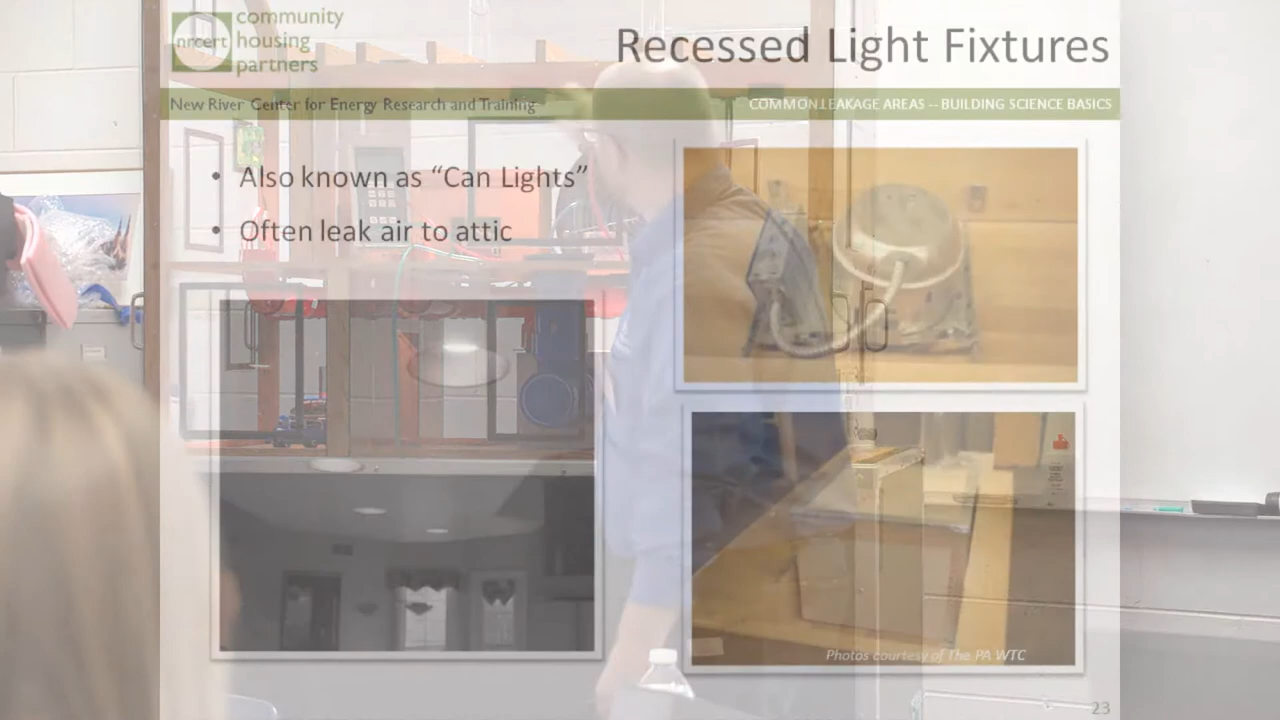 community
nrcert housing
partners
Recessed Light Fixtures
New River Center for Energy Research and Training
COMMON LEAKAGE AREAS -- BUILDING SCIENCE BASICS
• Also known as “Can Lights”
• Often leak air to attic
Photos courtesy of The PA WTC
23